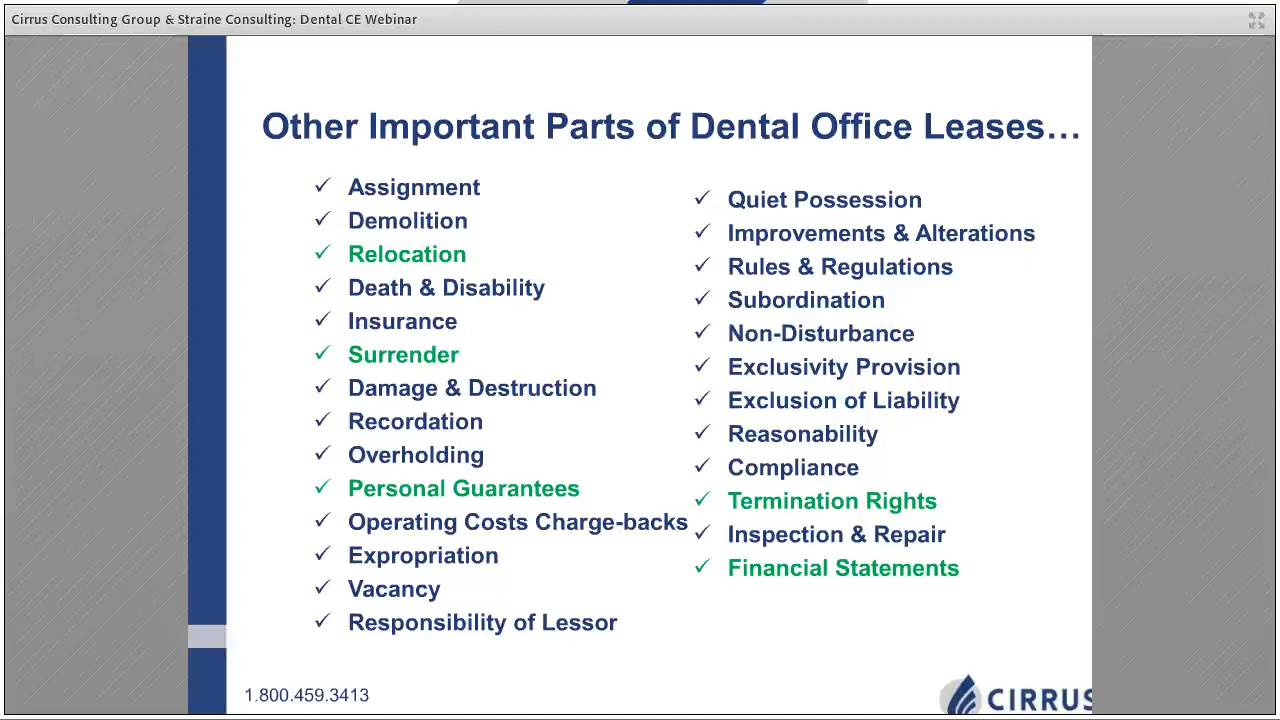 Cirrus Consulting Group & Straine Consulting: Dental CE Webinar
Other Important Parts of Dental Office Leases…
Assignment
Demolition
Relocation
Death & Disability
Insurance
Surrender
Damage & Destruction
Recordation
Overholding
Personal Guarantees
Operating Costs Charge-backs
Expropriation
Vacancy
Responsibility of Lessor
Quiet Possession
Improvements & Alterations
Rules & Regulations
Subordination
Non-Disturbance
Exclusivity Provision
Exclusion of Liability
Reasonability
Compliance
Termination Rights
Inspection & Repair
Financial Statements
1.800.459.3413
CIRRUS